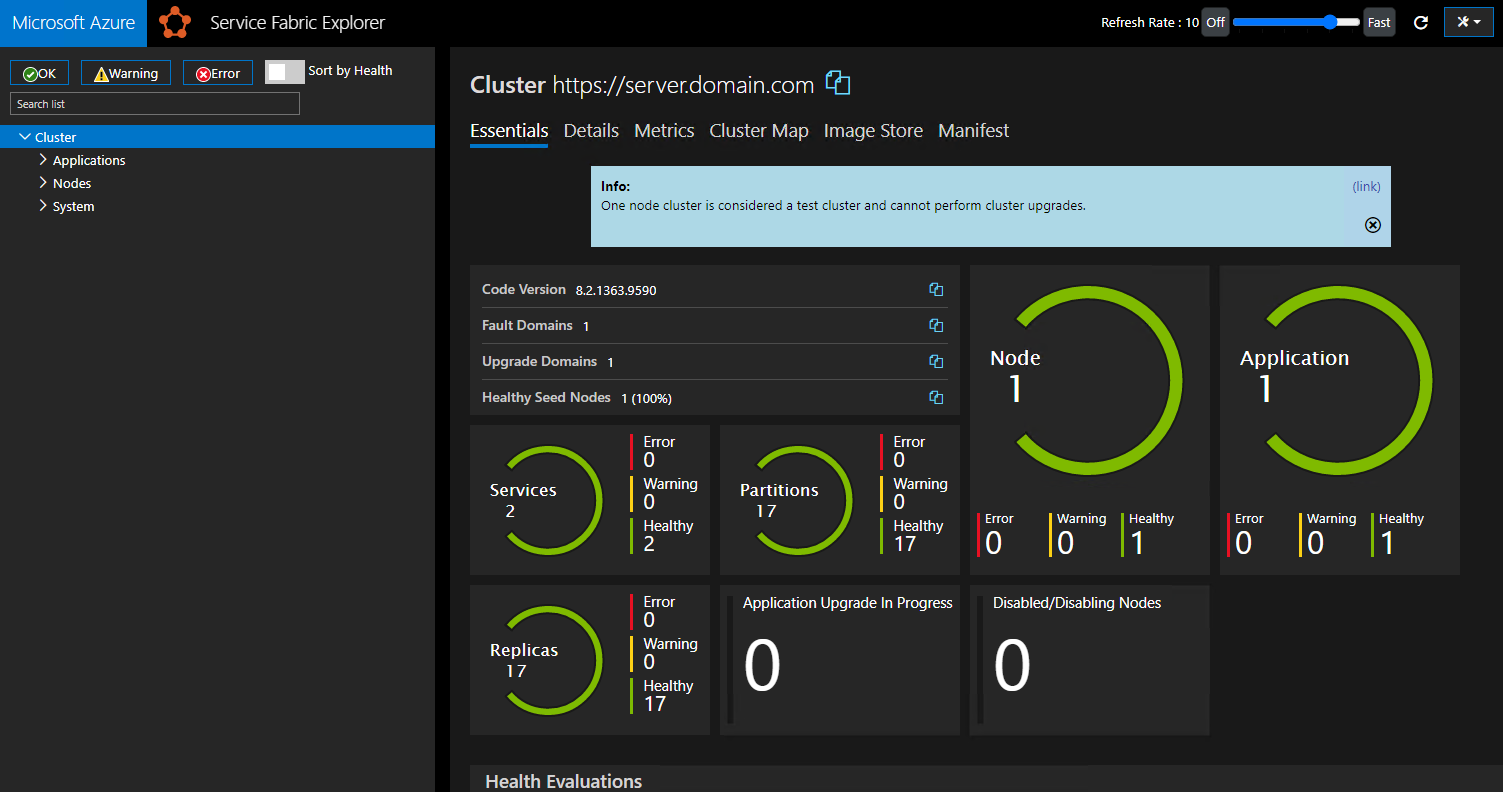 Microsoft Azure
Service Fabric Explorer
Refresh Rate : 10 Off Fast
OK Warning Error Sort by Health
Search list
Cluster
Applications
Nodes
System
Cluster https://server.domain.com
Essentials Details Metrics Cluster Map Image Store Manifest
Info: (link)
One node cluster is considered a test cluster and cannot perform cluster upgrades.
Code Version 8.2.1363.9590
Fault Domains 1
Upgrade Domains 1
Healthy Seed Nodes 1 (100%)
Node
1
Error
0
Warning
0
Healthy
1
Application
1
Error
0
Warning
0
Healthy
1
Services
2
Error
0
Warning
0
Healthy
2
Partitions
17
Error
0
Warning
0
Healthy
17
Replicas
17
Error
0
Warning
0
Healthy
17
Application Upgrade In Progress
0
Disabled/Disabling Nodes
0
Health Evaluations